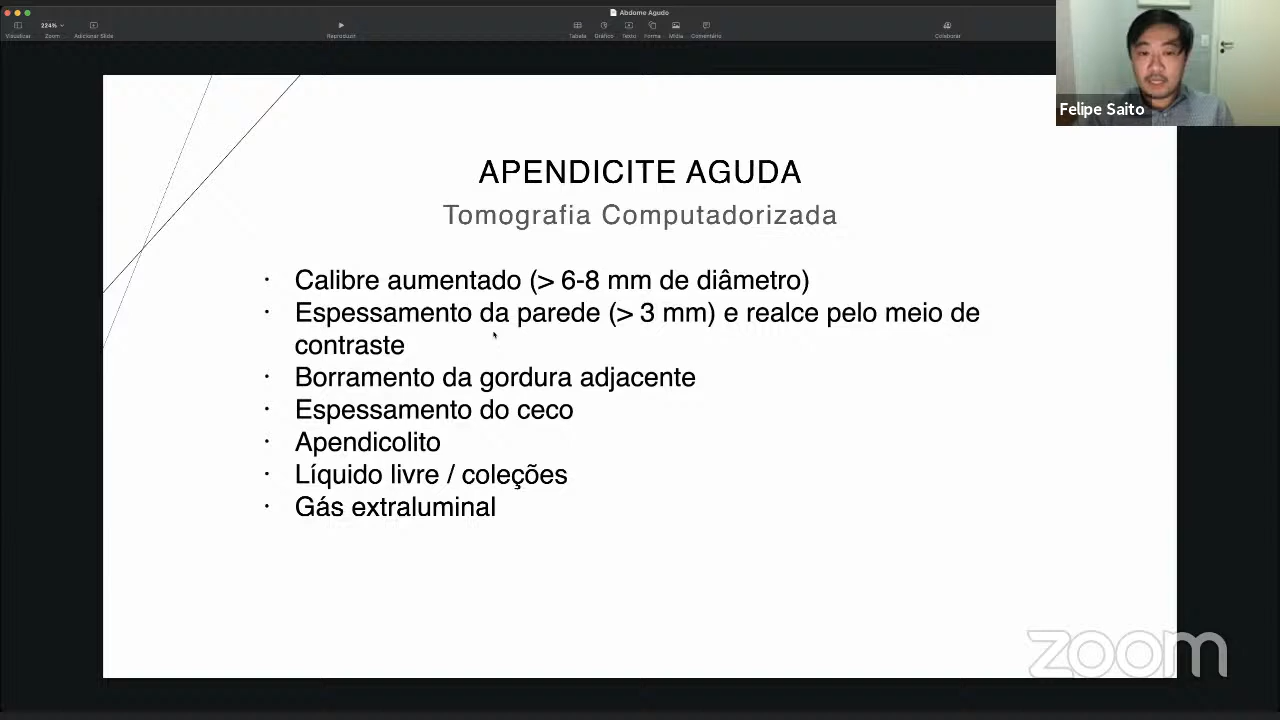 Abdome Agudo
224%
Visualizar
Zoom
Adicionar Slide
Reproduzir
Tabela
Gráfico
Texto
Forma
Mídia
Comentário
Colaborar
Felipe Saito
APENDICITE AGUDA
Tomografia Computadorizada
· Calibre aumentado (> 6-8 mm de diâmetro)
· Espessamento da parede (> 3 mm) e realce pelo meio de
contraste
· Borramento da gordura adjacente
· Espessamento do ceco
· Apendicolito
· Líquido livre / coleções
· Gás extraluminal
zoom